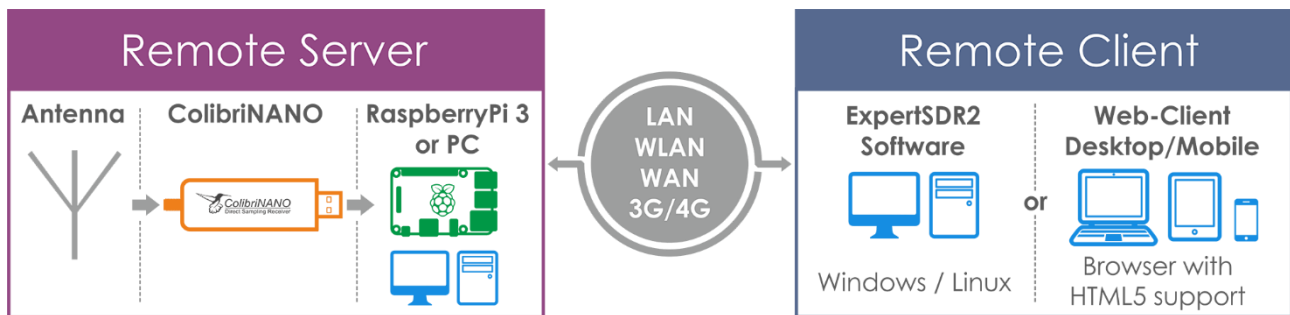 Remote Server
Antenna
ColibriNANO
RaspberryPi 3
or PC
ColibriNANO
Direct Sampling Receiver
LAN
WLAN
WAN
3G/4G
Remote Client
ExpertSDR2
Software
Windows / Linux
or
Web-Client
Desktop/Mobile
Browser with
HTML5 support